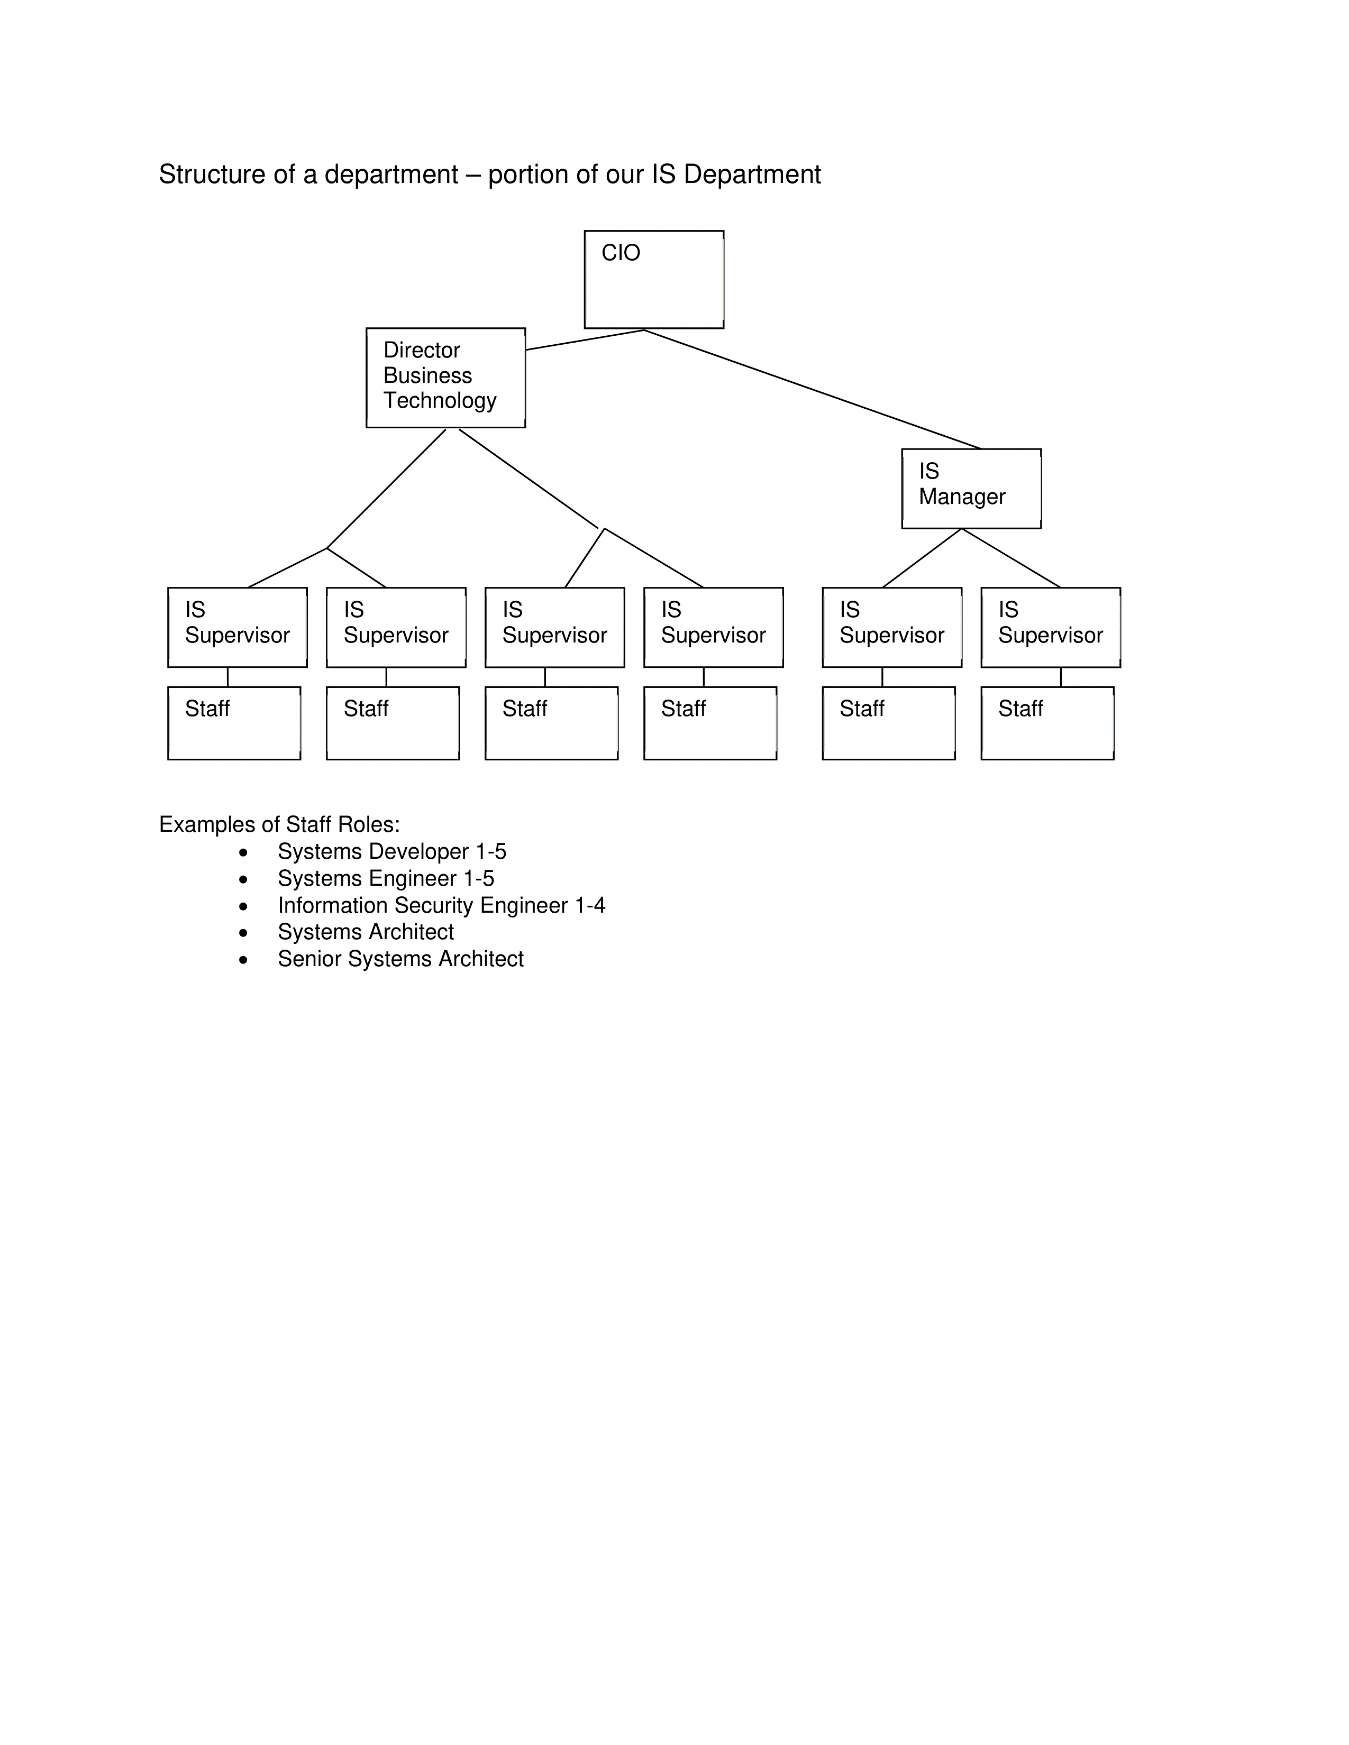 Structure of a department – portion of our IS Department
CIO
Director
Business
Technology
IS
Manager
IS
Supervisor
IS
Supervisor
IS
Supervisor
IS
Supervisor
IS
Supervisor
IS
Supervisor
Staff
Staff
Staff
Staff
Staff
Staff
Examples of Staff Roles:
• Systems Developer 1-5
• Systems Engineer 1-5
• Information Security Engineer 1-4
• Systems Architect
• Senior Systems Architect